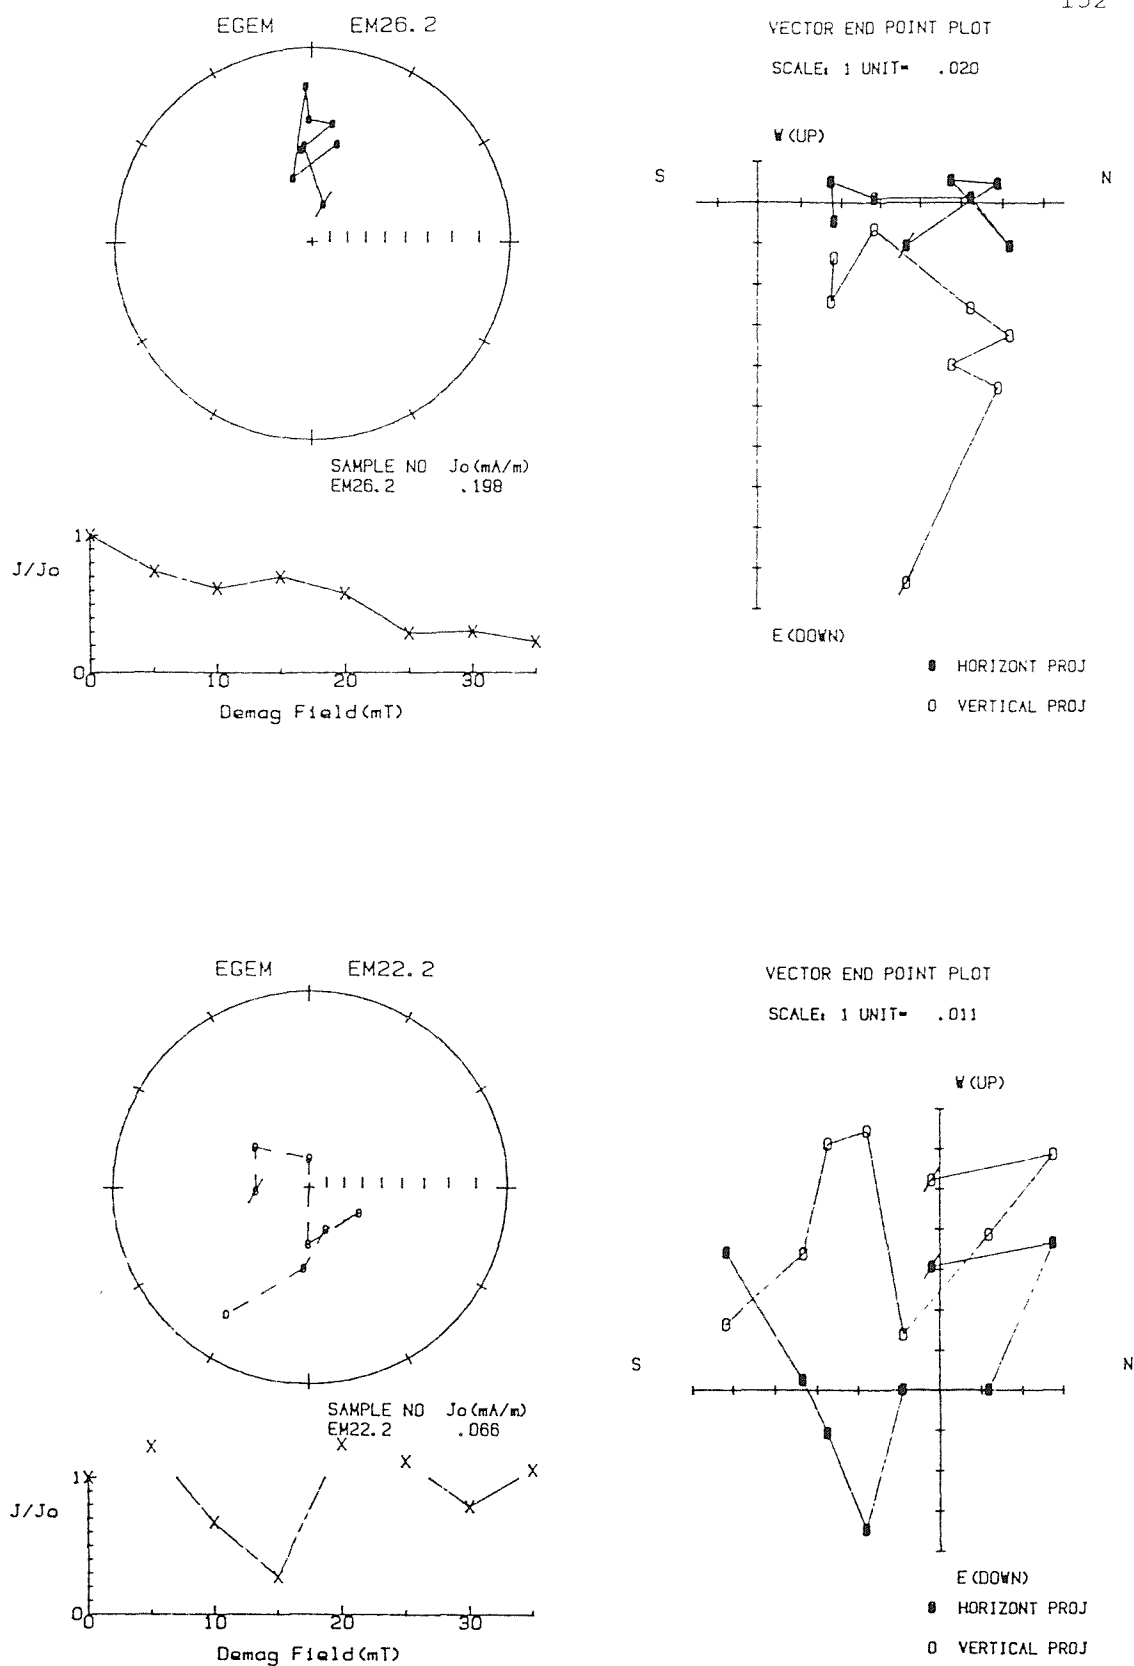 152
EGEM EM26.2
VECTOR END POINT PLOT
SCALE: 1 UNIT= .020
W(UP)
S
N
SAMPLE NO Jo(mA/m)
EM26.2 .198
1
J/Jo
0
0 10 20 30
Demag Field(mT)
E(DOWN)
HORIZONT PROJ
VERTICAL PROJ
EGEM EM22.2
VECTOR END POINT PLOT
SCALE: 1 UNIT= .011
W(UP)
S
N
SAMPLE NO Jo(mA/m)
EM22.2 .066
1
J/Jo
0
0 10 20 30
Demag Field(mT)
E(DOWN)
HORIZONT PROJ
VERTICAL PROJ